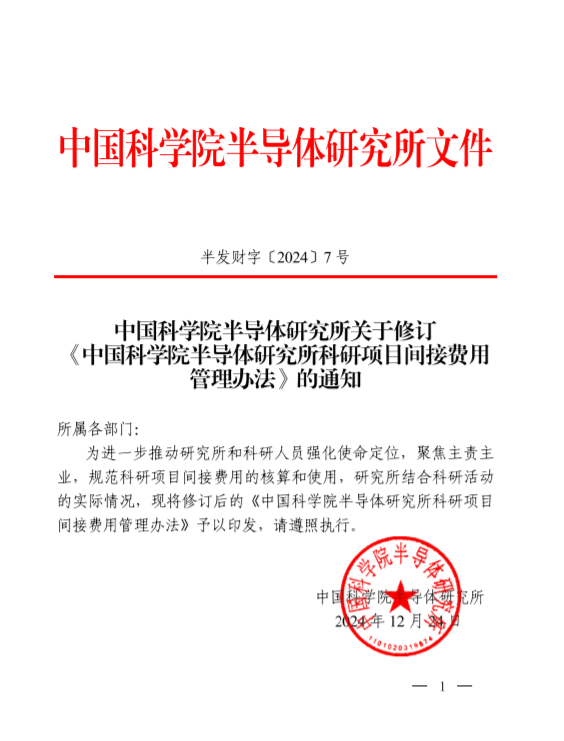 中国科学院半导体研究所文件
半发财字〔2024〕7 号
中国科学院半导体研究所关于修订
《中国科学院半导体研究所科研项目间接费用
管理办法》的通知
所属各部门：
为进一步推动研究所和科研人员强化使命定位，聚焦主责主
业，规范科研项目间接费用的核算和使用，研究所结合科研活动
的实际情况，现将修订后的《中国科学院半导体研究所科研项目
间接费用管理办法》予以印发，请遵照执行。
中国科学院半导体研究所
中国科学院半导体研究所
2024 年 12 月 24 日
1101020319874
— 1 —